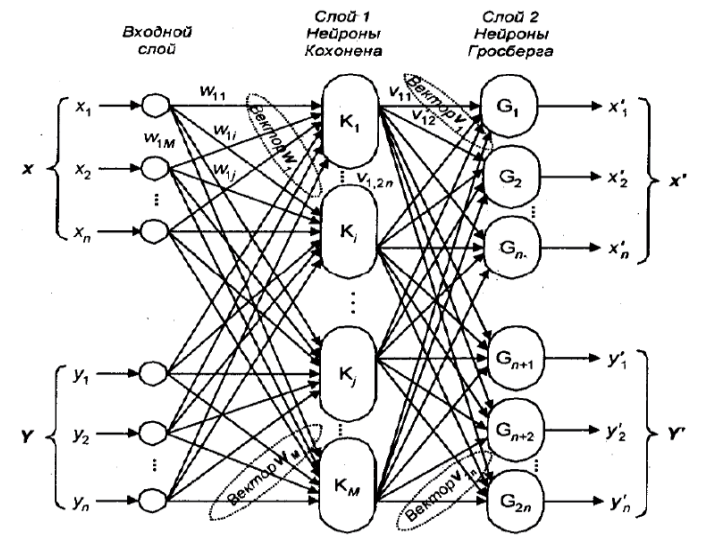 Входной
слой
Слой 1
Нейроны
Кохонена
Слой 2
Нейроны
Гросберга
x1
x2
...
xn
X
y1
y2
...
yn
Y
w11
w1i
w1M
w1j
Вектор W1
Вектор WM
K1
...
Ki
...
Kj
...
KM
v11
v12
v1,2n
Вектор V1
Вектор
G1
G2
...
Gn
Gn+1
Gn+2
...
G2n
x'1
x'2
...
x'n
X'
y'1
y'2
...
y'n
Y'